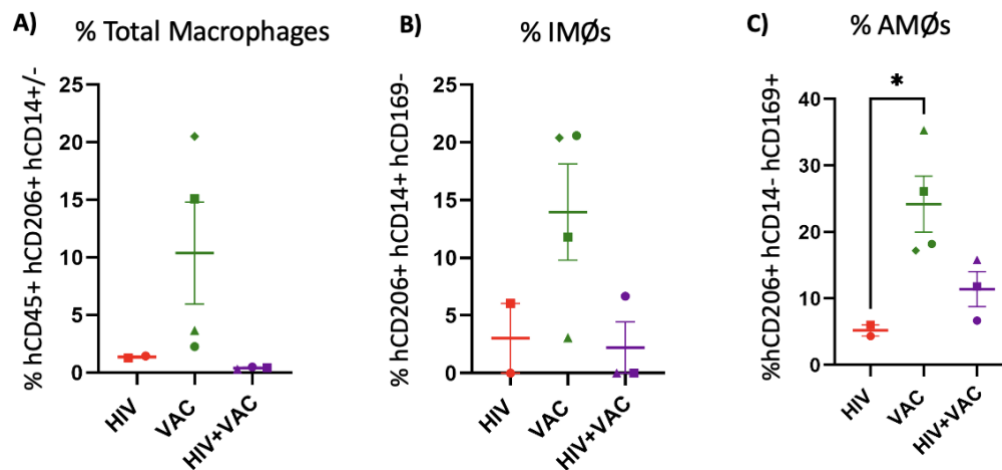 A) % Total Macrophages
% hCD45+ hCD206+ hCD14+/-
25
20
15
10
5
0
HIV
VAC
HIV+VAC
B) % IMØs
% hCD206+ hCD14+ hCD169-
25
20
15
10
5
0
HIV
VAC
HIV+VAC
C) % AMØs
%hCD206+ hCD14- hCD169+
40
30
20
10
0
*
HIV
VAC
HIV+VAC